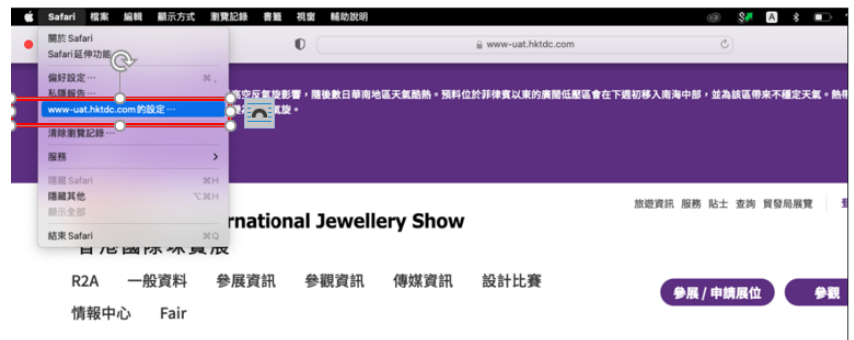 Safari 檔案 編輯 顯示方式 瀏覽記錄 書籤 視窗 輔助說明
關於 Safari
Safari 延伸功能
www-uat.hktdc.com
偏好設定… ⌘ ,
私隱報告…
高空反氣旋影響,隨後數日華南地區天氣酷熱。預料位於菲律賓以東的廣闊低壓區會在下週初移入南海中部,並為該區帶來不穩定天氣。熱帶
www-uat.hktdc.com 的設定…
氣旋。
清除瀏覽記錄…
服務
隱藏 Safari ⌘H
隱藏其他 ⌥⌘H
顯示全部
旅遊資訊 服務 貼士 查詢 貿發局展覽
結束 Safari ⌘Q
rnational Jewellery Show
香港國際珠寶展
R2A 一般資料 參展資訊 參觀資訊 傳媒資訊 設計比賽
參展 / 申請展位 參觀
情報中心 Fair